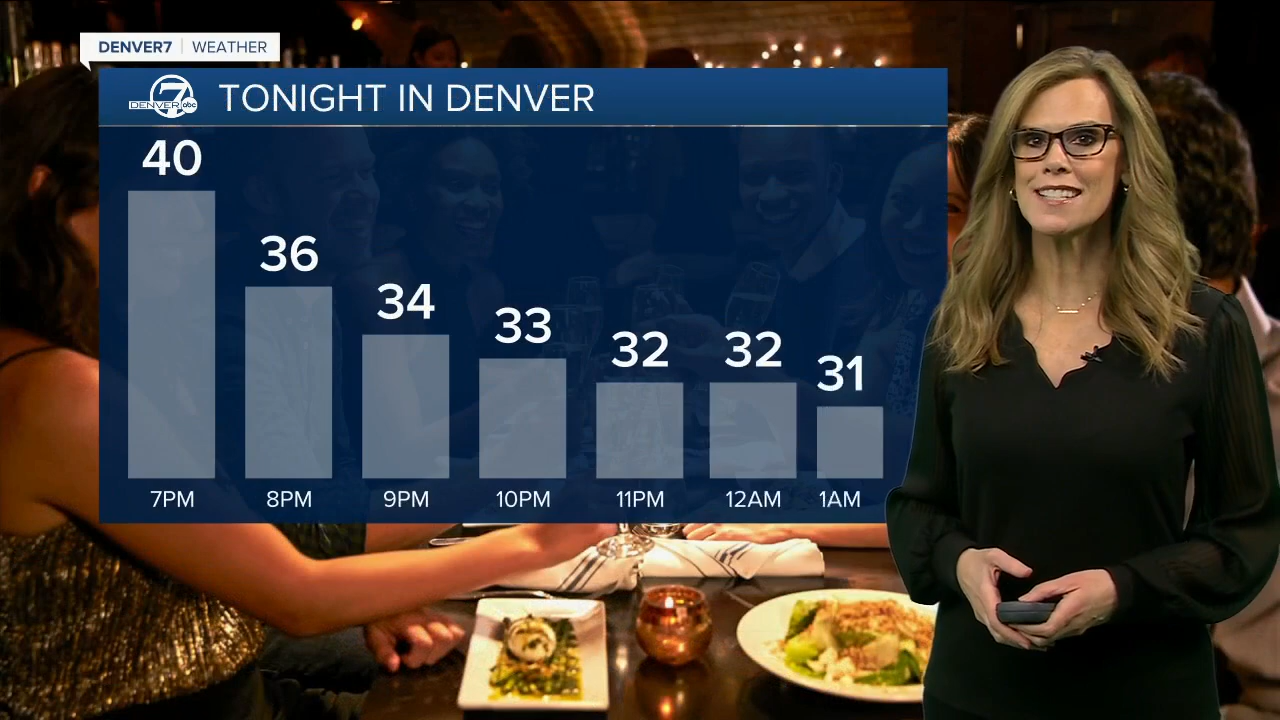 DENVER7 | WEATHER
7 DENVER abc
TONIGHT IN DENVER
40 36 34 33 32 32 31
7PM 8PM 9PM 10PM 11PM 12AM 1AM